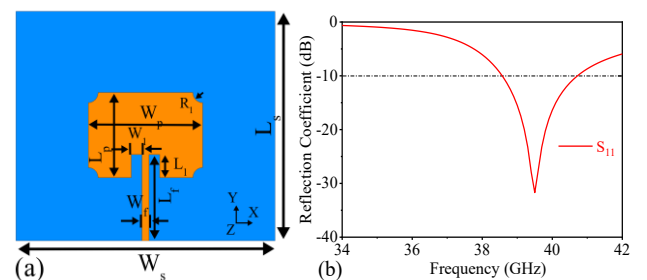 W_p
R_1
L_s
L_p
W_1
L_1
L_f
W_f
Y
X
Z
W_s
(a)
0
-10
-20
-30
-40
Reflection Coefficient (dB)
S_11
34
36
38
40
42
Frequency (GHz)
(b)